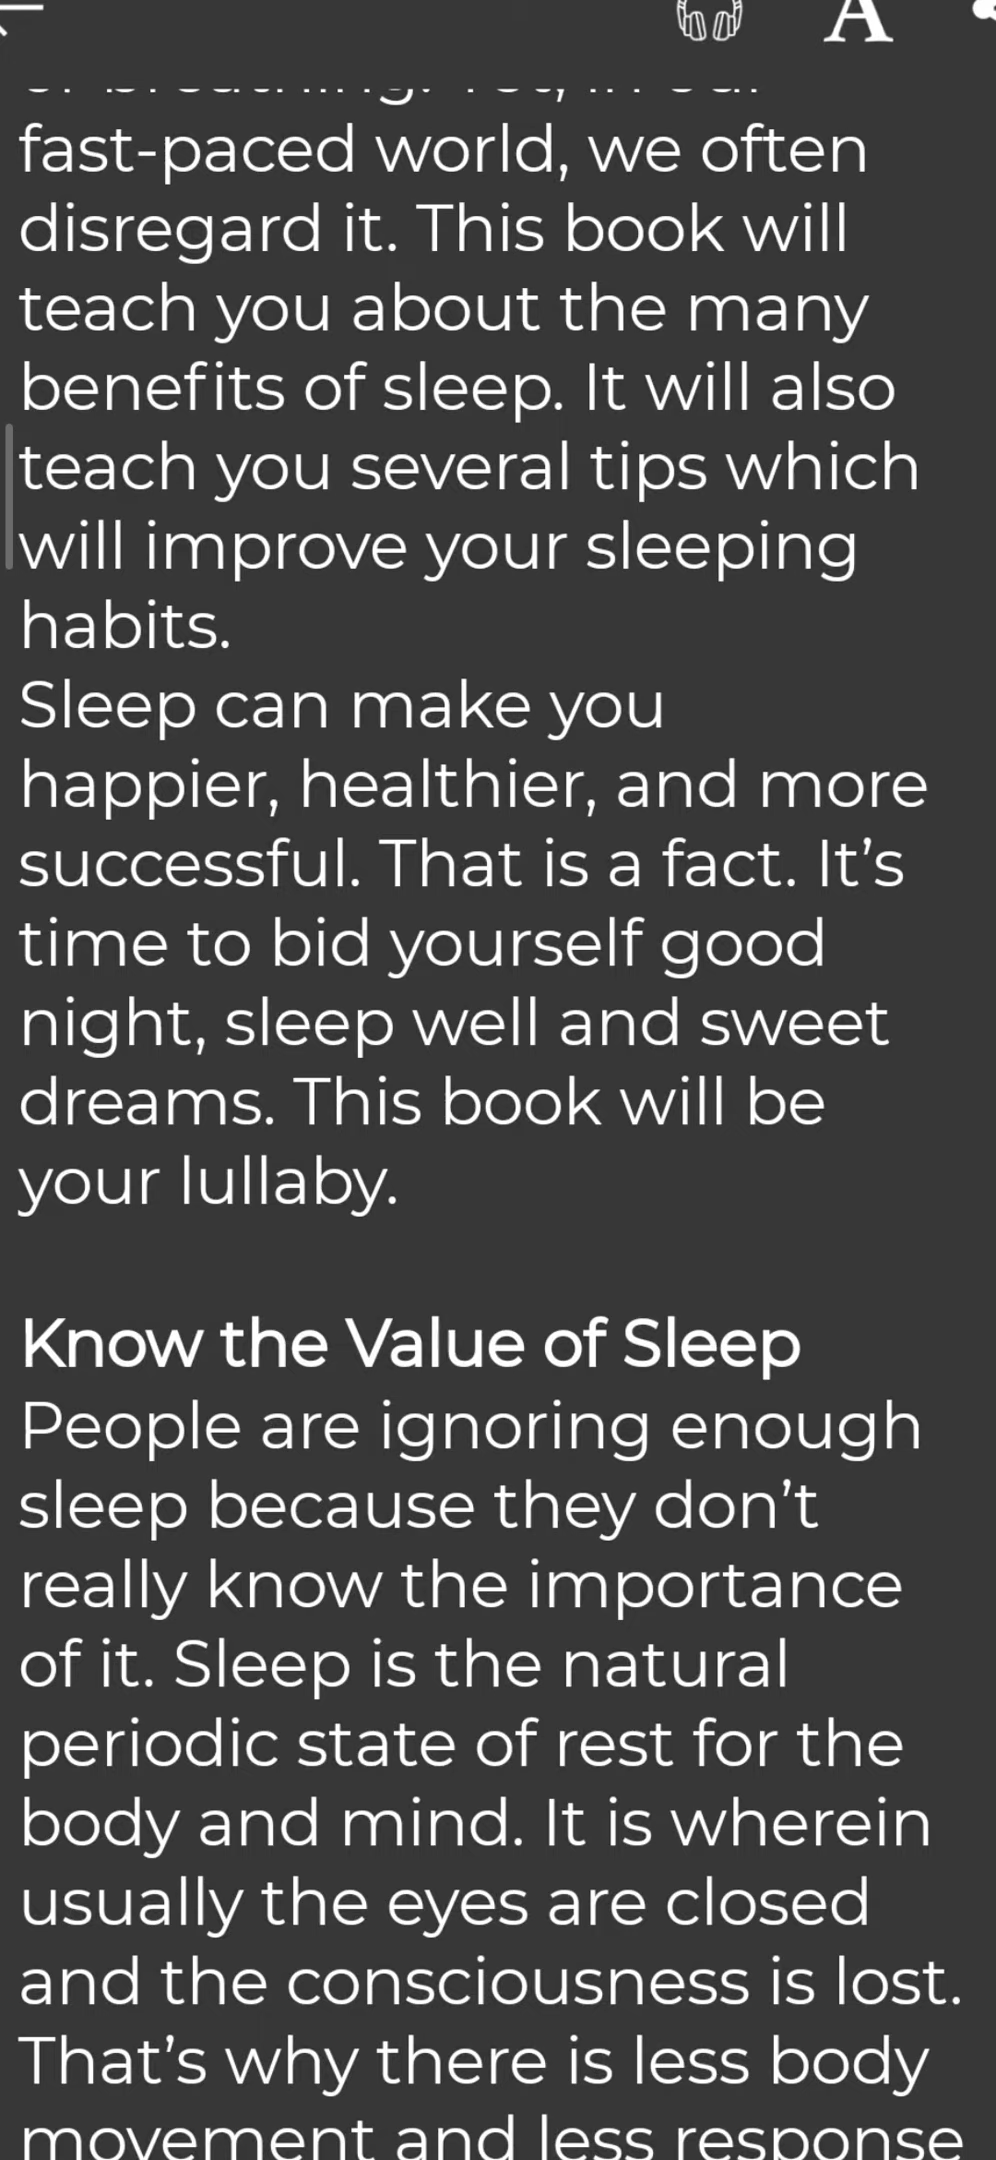 A
fast-paced world, we often
disregard it. This book will
teach you about the many
benefits of sleep. It will also
teach you several tips which
will improve your sleeping
habits.
Sleep can make you
happier, healthier, and more
successful. That is a fact. It’s
time to bid yourself good
night, sleep well and sweet
dreams. This book will be
your lullaby.
Know the Value of Sleep
People are ignoring enough
sleep because they don’t
really know the importance
of it. Sleep is the natural
periodic state of rest for the
body and mind. It is wherein
usually the eyes are closed
and the consciousness is lost.
That’s why there is less body
movement and less response